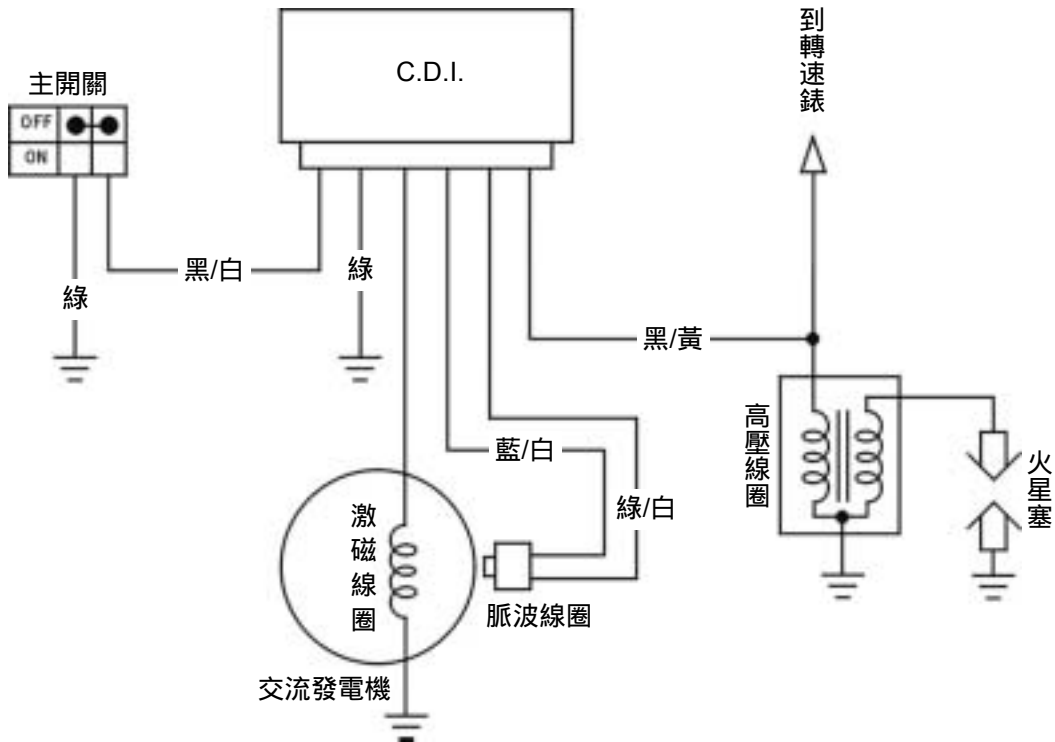 到轉速錶
C.D.I.
主開關
OFF
ON
黑/白
綠
綠
黑/黃
高壓線圈
藍/白
火星塞
綠/白
激磁線圈
脈波線圈
交流發電機